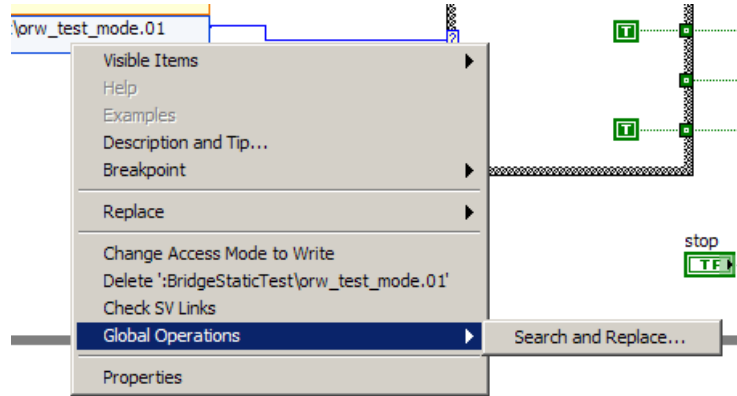 \orw_test_mode.01
?
T
Visible Items
Help
Examples
Description and Tip...
Breakpoint
T
Replace
Change Access Mode to Write
Delete ':BridgeStaticTest\orw_test_mode.01'
Check SV Links
Global Operations
Search and Replace...
Properties
stop
TF